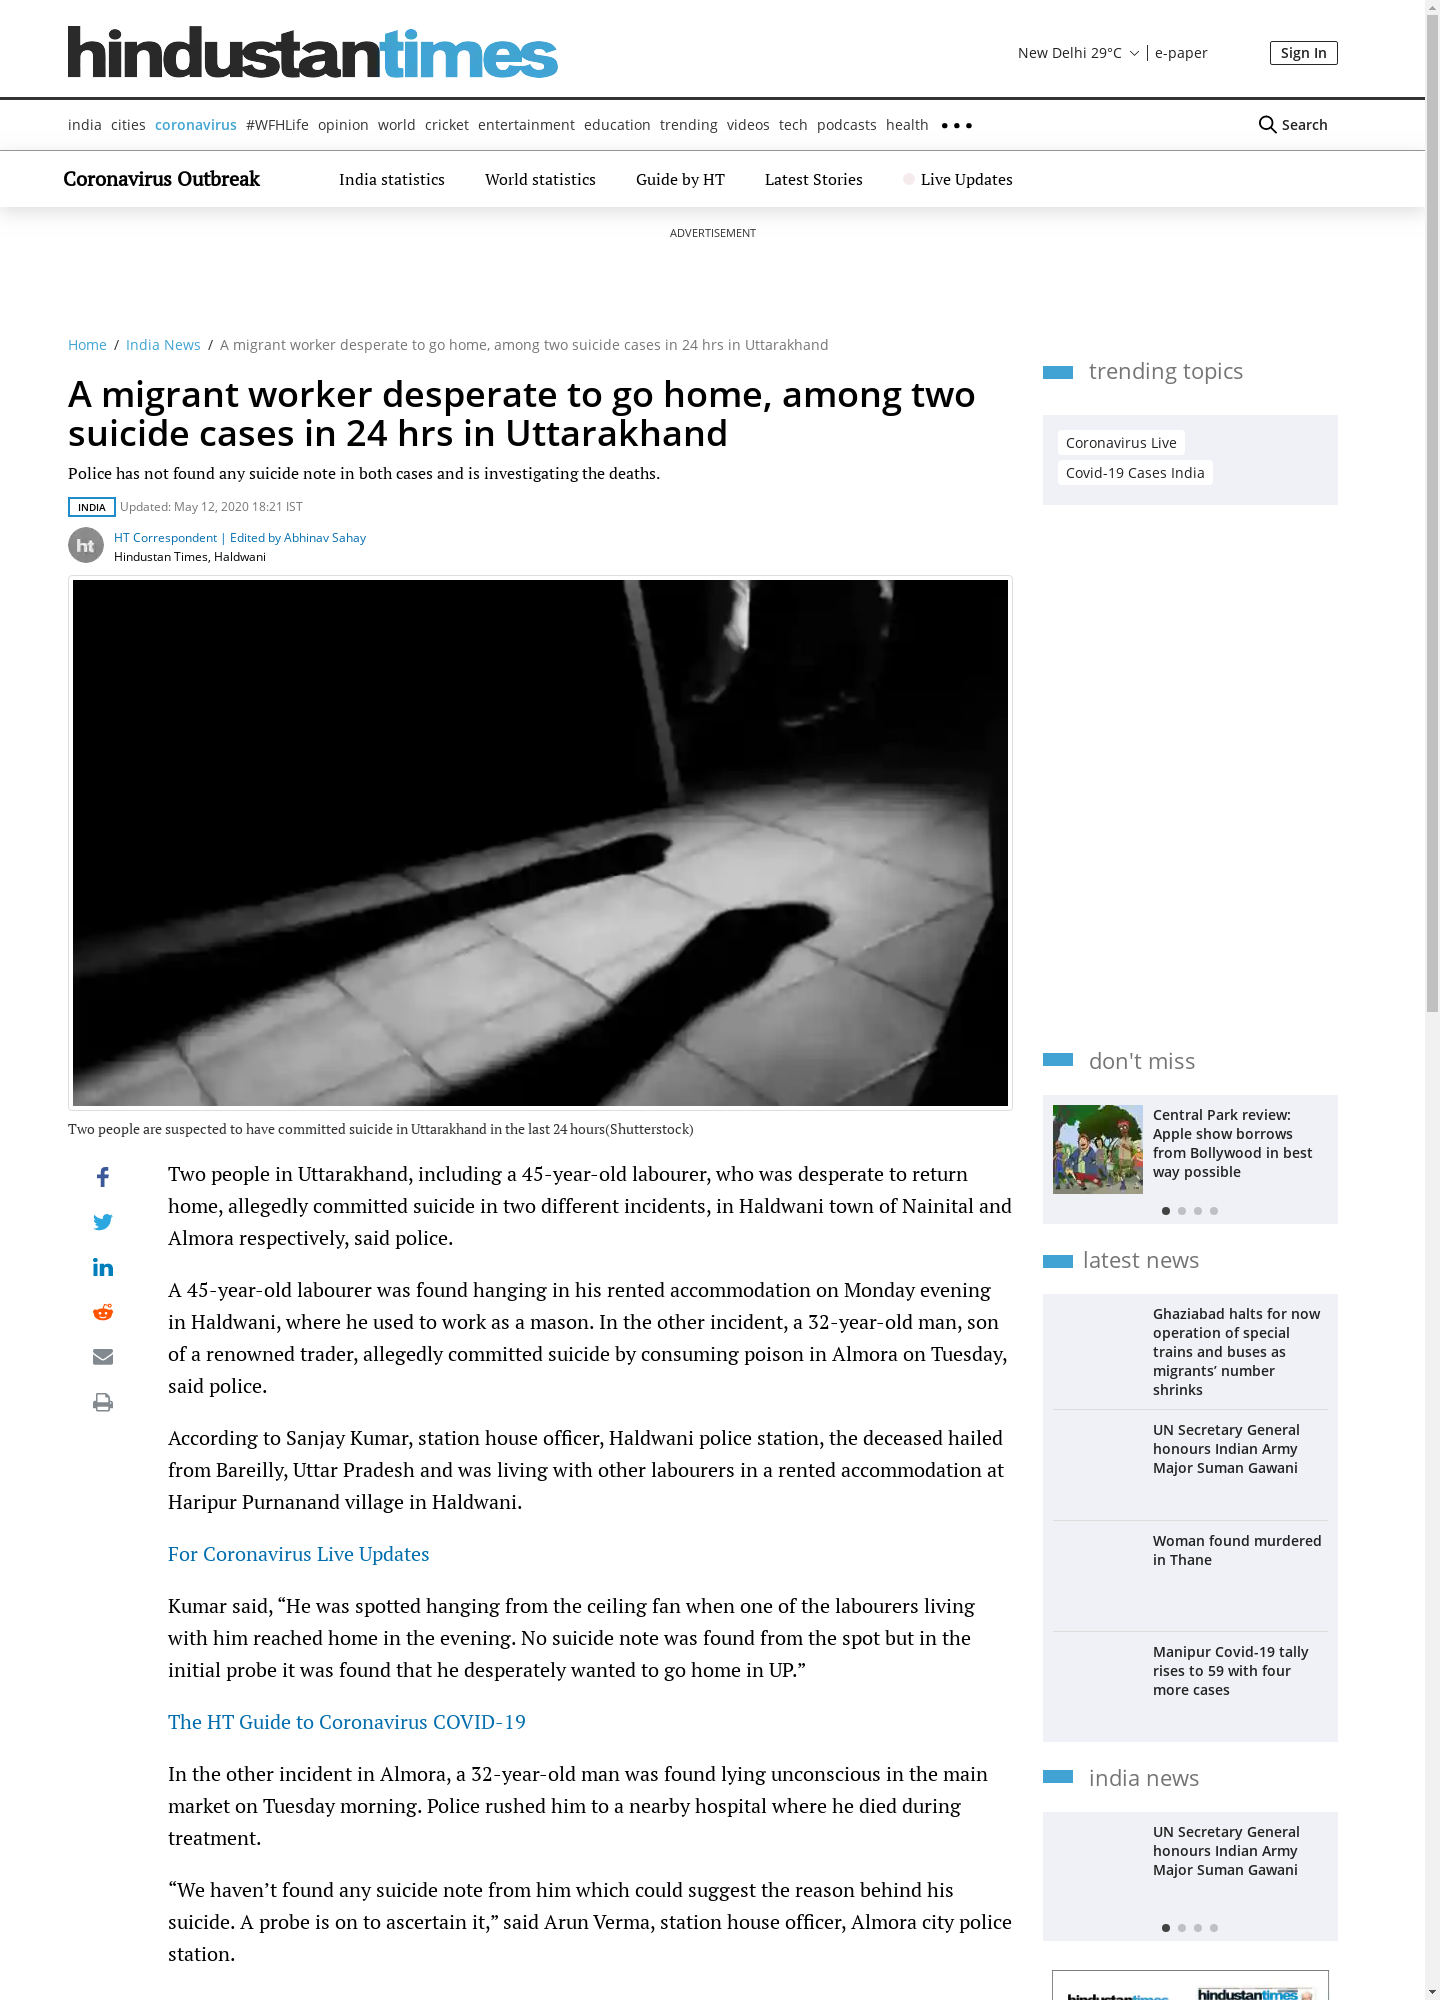 hindustantimes
New Delhi 29°C
e-paper
Sign In
india cities coronavirus #WFHLife opinion world cricket entertainment education trending videos tech podcasts health
Search
Coronavirus Outbreak
India statistics
World statistics
Guide by HT
Latest Stories
Live Updates
ADVERTISEMENT
Home / India News / A migrant worker desperate to go home, among two suicide cases in 24 hrs in Uttarakhand
A migrant worker desperate to go home, among two
suicide cases in 24 hrs in Uttarakhand
Police has not found any suicide note in both cases and is investigating the deaths.
INDIA Updated: May 12, 2020 18:21 IST
ht
HT Correspondent | Edited by Abhinav Sahay
Hindustan Times, Haldwani
Two people are suspected to have committed suicide in Uttarakhand in the last 24 hours(Shutterstock)
Two people in Uttarakhand, including a 45-year-old labourer, who was desperate to return
home, allegedly committed suicide in two different incidents, in Haldwani town of Nainital and
Almora respectively, said police.
A 45-year-old labourer was found hanging in his rented accommodation on Monday evening
in Haldwani, where he used to work as a mason. In the other incident, a 32-year-old man, son
of a renowned trader, allegedly committed suicide by consuming poison in Almora on Tuesday,
said police.
According to Sanjay Kumar, station house officer, Haldwani police station, the deceased hailed
from Bareilly, Uttar Pradesh and was living with other labourers in a rented accommodation at
Haripur Purnanand village in Haldwani.
For Coronavirus Live Updates
Kumar said, “He was spotted hanging from the ceiling fan when one of the labourers living
with him reached home in the evening. No suicide note was found from the spot but in the
initial probe it was found that he desperately wanted to go home in UP.”
The HT Guide to Coronavirus COVID-19
In the other incident in Almora, a 32-year-old man was found lying unconscious in the main
market on Tuesday morning. Police rushed him to a nearby hospital where he died during
treatment.
“We haven’t found any suicide note from him which could suggest the reason behind his
suicide. A probe is on to ascertain it,” said Arun Verma, station house officer, Almora city police
station.
trending topics
Coronavirus Live
Covid-19 Cases India
don't miss
Central Park review:
Apple show borrows
from Bollywood in best
way possible
latest news
Ghaziabad halts for now
operation of special
trains and buses as
migrants’ number
shrinks
UN Secretary General
honours Indian Army
Major Suman Gawani
Woman found murdered
in Thane
Manipur Covid-19 tally
rises to 59 with four
more cases
india news
UN Secretary General
honours Indian Army
Major Suman Gawani
hindustantimes
hindustantimes